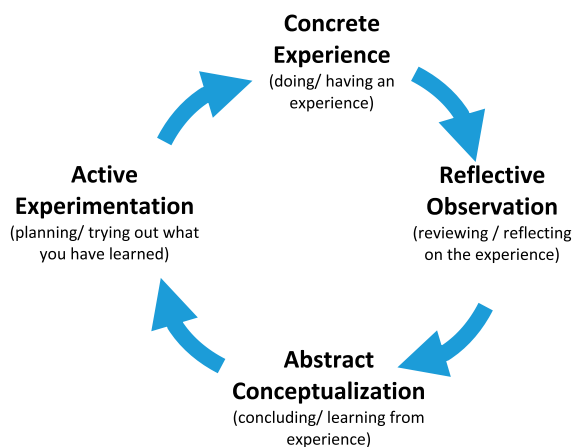 Concrete
Experience
(doing/ having an
experience)
Reflective
Observation
(reviewing / reflecting
on the experience)
Abstract
Conceptualization
(concluding/ learning from
experience)
Active
Experimentation
(planning/ trying out what
you have learned)